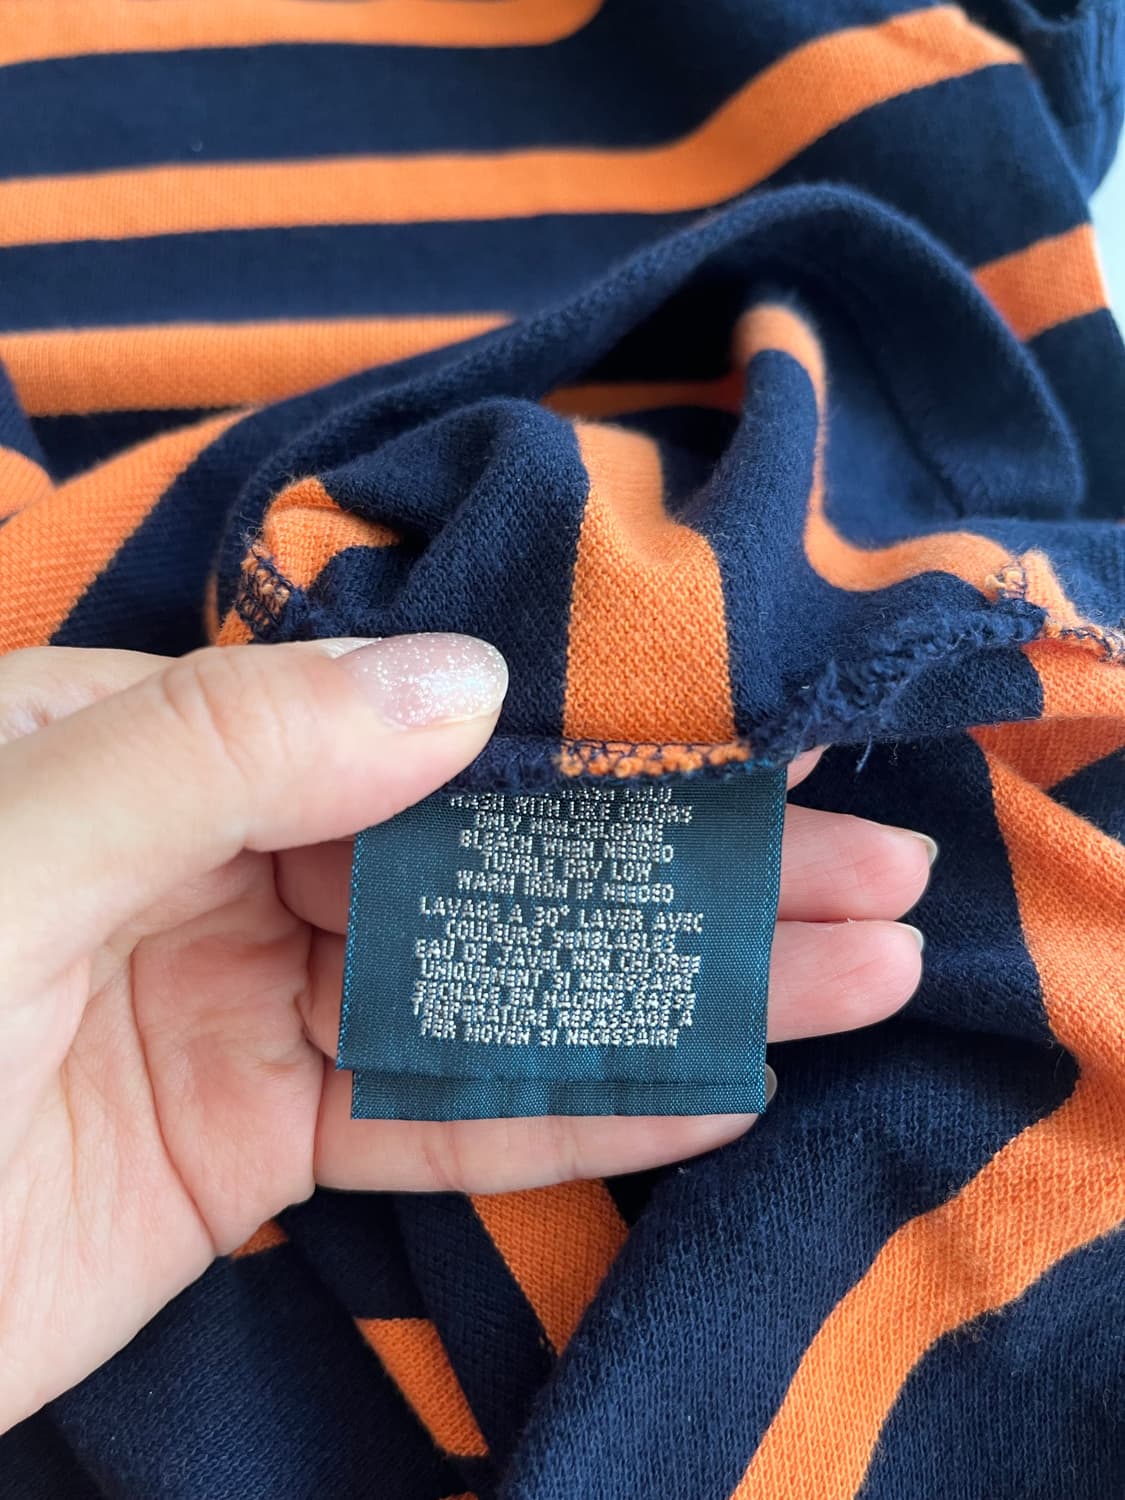 WASH WITH LIKE COLORS
ONLY NON-CHLORINE
BLEACH WHEN NEEDED
TUMBLE DRY LOW
WARM IRON IF NEEDED
LAVAGE A 30° LAVER AVEC
COULEURS SEMBLABLES
EAU DE JAVEL NON CHLOREE
UNIQUEMENT SI NECESSAIRE
SECHAGE EN MACHINE BASSE
TEMPERATURE REPASSAGE A
FER MOYEN SI NECESSAIRE